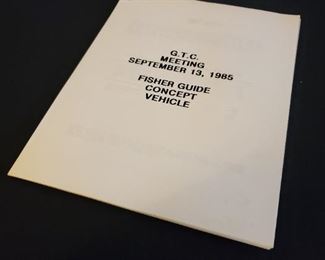 G.T.C.
MEETING
SEPTEMBER 13, 1985
FISHER GUIDE
CONCEPT
VEHICLE